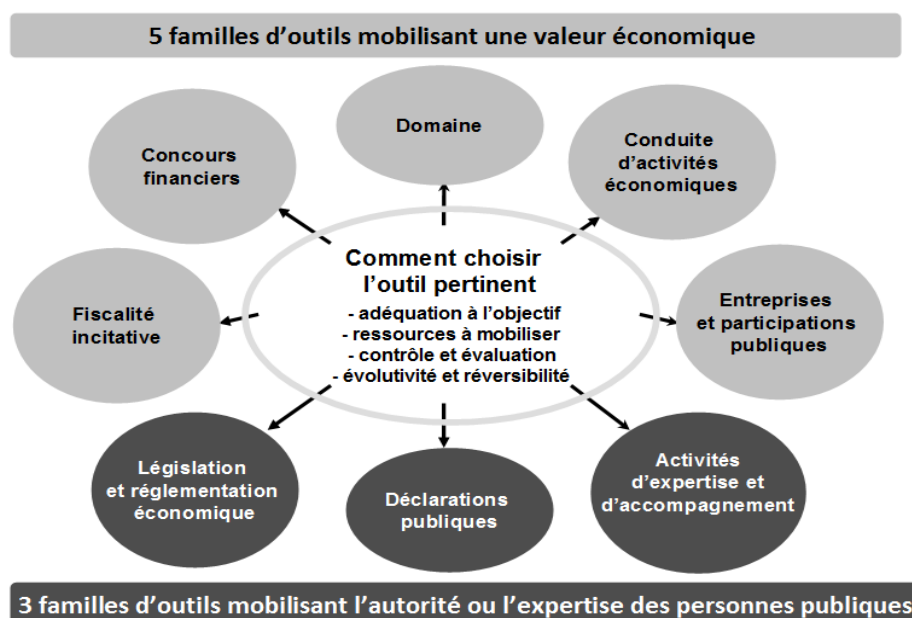 5 familles d'outils mobilisant une valeur économique
Domaine
Concours
financiers
Conduite
d'activités
économiques
Comment choisir
l'outil pertinent
- adéquation à l'objectif
- ressources à mobiliser
- contrôle et évaluation
- évolutivité et réversibilité
Fiscalité
incitative
Entreprises
et participations
publiques
Législation
et réglementation
économique
Déclarations
publiques
Activités
d'expertise et
d'accompagnement
3 familles d'outils mobilisant l'autorité ou l'expertise des personnes publiques